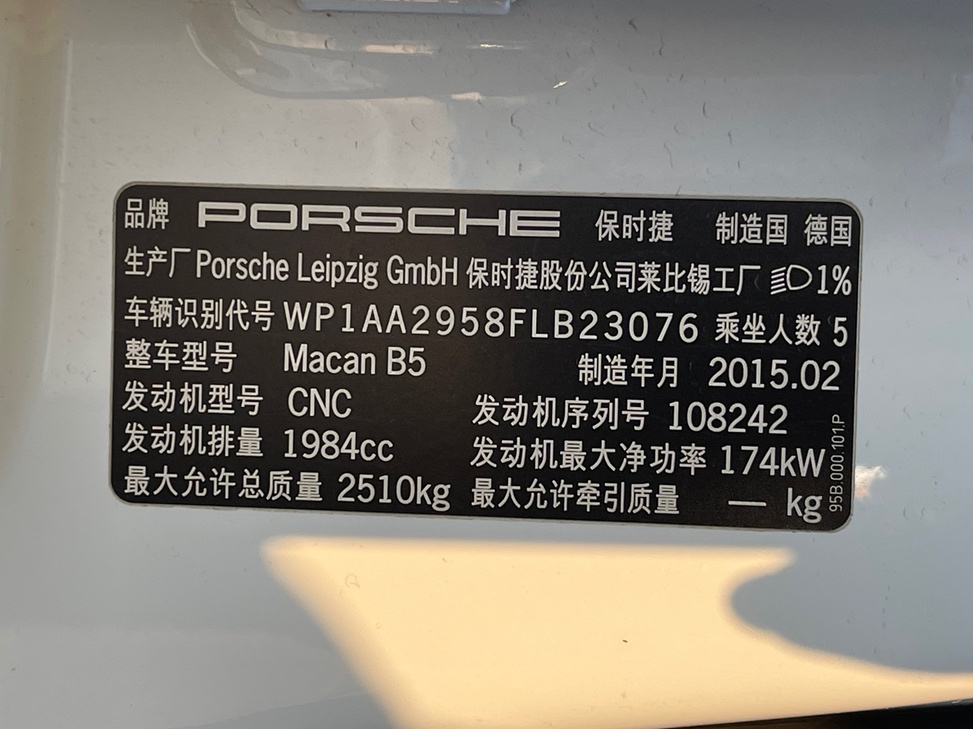 品牌 PORSCHE 保时捷 制造国 德国
生产厂 Porsche Leipzig GmbH 保时捷股份公司莱比锡工厂 1%
车辆识别代号 WP1AA2958FLB23076 乘坐人数 5
整车型号 Macan B5 制造年月 2015.02
发动机型号 CNC 发动机序列号 108242
发动机排量 1984cc 发动机最大净功率 174kW
最大允许总质量 2510kg 最大允许牵引质量 — kg
95B.000.101.P